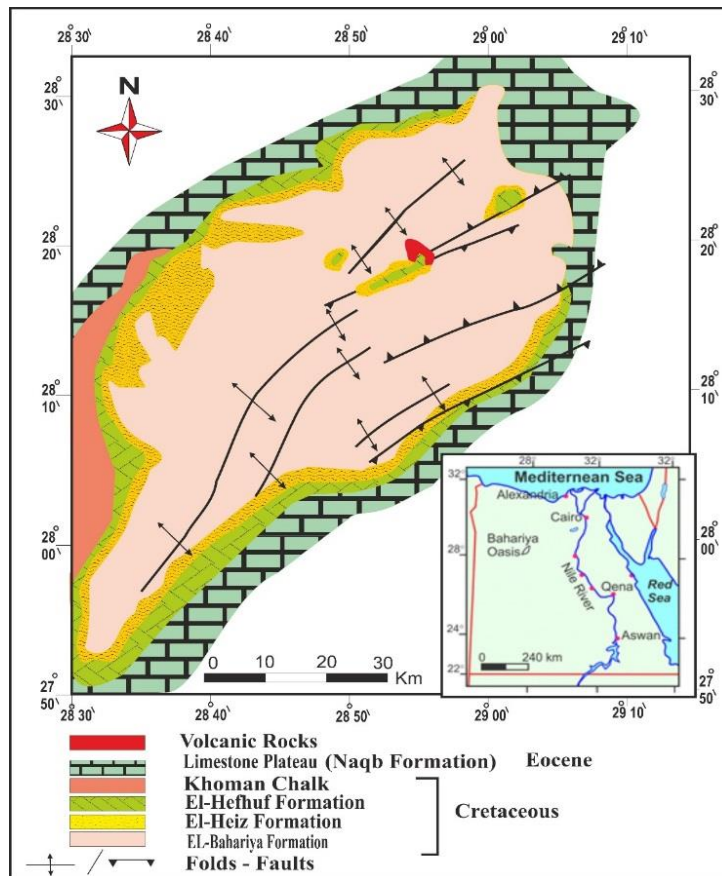 28 30\ 28 40\ 28 50\ 29 00\ 29 10\
28° 30\ 28° 30\
N
28° 20\ 28° 20\
28° 10\ 28° 10\
28° 00\ 28° 00\
27° 50\ 27° 50\
28 32 32
32° 32°
Mediternean Sea
Alexandria
Cairo
Bahariya
Oasis
28° 28°
Nile River
Qena
Red
Sea
24° 24°
Aswan
0 240 km
22° 22°
0 10 20 30
Km
28 30\ 28 40\ 28 50\ 29 00\ 29 10\
Volcanic Rocks
Limestone Plateau (Naqb Formation) Eocene
Khoman Chalk
El-Hefhuf Formation
El-Heiz Formation
EL-Bahariya Formation
Cretaceous
Folds - Faults